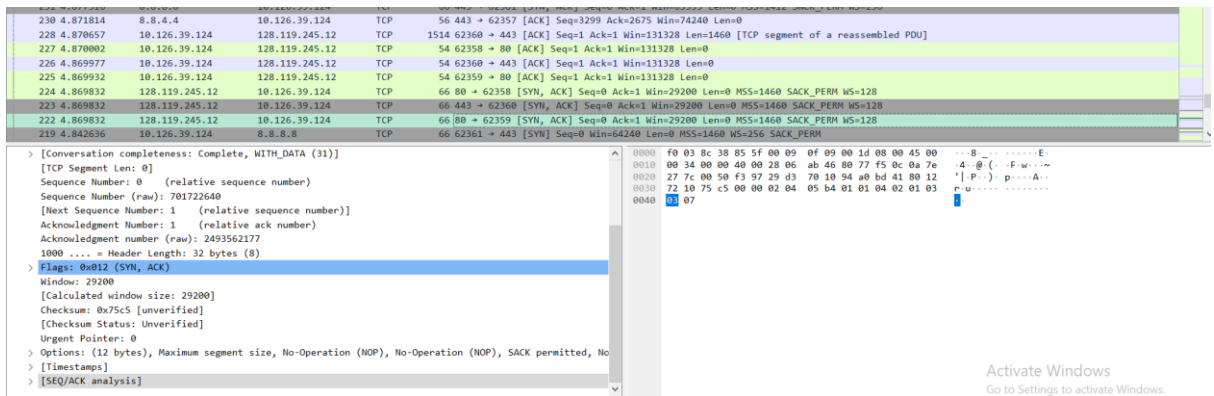 230 4.871814 8.8.4.4 10.126.39.124 TCP 56 443 → 62357 [ACK] Seq=3299 Ack=2675 Win=74240 Len=0
228 4.870657 10.126.39.124 128.119.245.12 TCP 1514 62360 → 443 [ACK] Seq=1 Ack=1 Win=131328 Len=1460 [TCP segment of a reassembled PDU]
227 4.870002 10.126.39.124 128.119.245.12 TCP 54 62358 → 80 [ACK] Seq=1 Ack=1 Win=131328 Len=0
226 4.869977 10.126.39.124 128.119.245.12 TCP 54 62360 → 443 [ACK] Seq=1 Ack=1 Win=131328 Len=0
225 4.869932 10.126.39.124 128.119.245.12 TCP 54 62359 → 80 [ACK] Seq=1 Ack=1 Win=131328 Len=0
224 4.869832 128.119.245.12 10.126.39.124 TCP 66 80 → 62358 [SYN, ACK] Seq=0 Ack=1 Win=29200 Len=0 MSS=1460 SACK_PERM WS=128
223 4.869832 128.119.245.12 10.126.39.124 TCP 66 443 → 62360 [SYN, ACK] Seq=0 Ack=1 Win=29200 Len=0 MSS=1460 SACK_PERM WS=128
222 4.869832 128.119.245.12 10.126.39.124 TCP 66 80 → 62359 [SYN, ACK] Seq=0 Ack=1 Win=29200 Len=0 MSS=1460 SACK_PERM WS=128
219 4.842636 10.126.39.124 8.8.8.8 TCP 66 62361 → 443 [SYN] Seq=0 Win=64240 Len=0 MSS=1460 WS=256 SACK_PERM
> [Conversation completeness: Complete, WITH_DATA (31)]
[TCP Segment Len: 0]
Sequence Number: 0 (relative sequence number)
Sequence Number (raw): 701722640
[Next Sequence Number: 1 (relative sequence number)]
Acknowledgment Number: 1 (relative ack number)
Acknowledgment number (raw): 2493562177
1000 .... = Header Length: 32 bytes (8)
> Flags: 0x012 (SYN, ACK)
Window: 29200
[Calculated window size: 29200]
Checksum: 0x75c5 [unverified]
[Checksum Status: Unverified]
Urgent Pointer: 0
> Options: (12 bytes), Maximum segment size, No-Operation (NOP), No-Operation (NOP), SACK permitted, No
> [Timestamps]
> [SEQ/ACK analysis]
0000 f0 03 8c 38 85 5f 00 09 0f 09 00 1d 08 00 45 00 ···8·_·· ······E·
0010 00 34 00 00 40 00 28 06 ab 46 80 77 f5 0c 0a 7e ·4··@·(· ·F·w···~
0020 27 7c 00 50 f3 97 29 d3 70 10 94 a0 bd 41 80 12 '|·P··)· p····A··
0030 72 10 75 c5 00 00 02 04 05 b4 01 01 04 02 01 03 r·u····· ········
0040 03 07 ··
Activate Windows
Go to Settings to activate Windows.